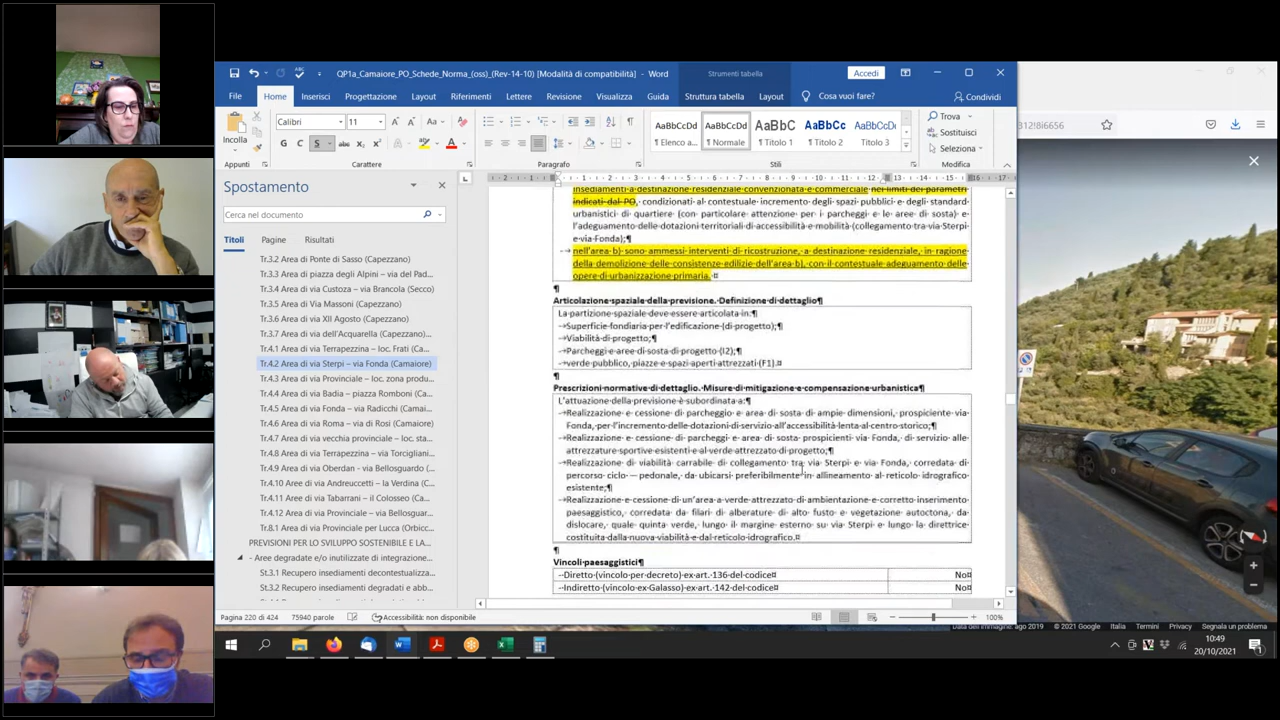 QP1a_Camaiore_PO_Schede_Norma_(oss)_(Rev-14-10) [Modalità di compatibilità] - Word
Strumenti tabella
Accedi
File Home Inserisci Progettazione Layout Riferimenti Lettere Revisione Visualizza Guida Struttura tabella Layout Cosa vuoi fare? Condividi
Incolla
Calibri 11
G C S
AaBbCcDd AaBbCcDd AaBbC AaBbCc AaBbCcDc
¶ Elenco a... ¶ Normale ¶ Titolo 1 ¶ Titolo 2 ¶ Titolo 3
Trova
Sostituisci
Seleziona
Appunti Carattere Paragrafo Stili Modifica
Spostamento
Cerca nel documento
Titoli Pagine Risultati
Tr.3.2 Area di Ponte di Sasso (Capezzano)
Tr.3.3 Area di piazza degli Alpini – via del Pad...
Tr.3.4 Area di Custoza – via Brancola (Secco)
Tr.3.5 Area di Via Massoni (Capezzano)
Tr.3.6 Area di via XII Agosto (Capezzano)
Tr.3.7 Area di via dell'Acquarella (Capezzano)
Tr.4.1 Area di via Terrapezzina – loc. Frati (Ca...
Tr.4.2 Area di via Sterpi – via Fonda (Camaiore)
Tr.4.3 Area di via Provinciale – loc. zona produ...
Tr.4.4 Area di via Badia – piaroni Pontemazzor...
Tr.4.5 Area di via Fonda – via Radicchi (Camai...
Tr.4.6 Area di via Roma – via di Rosi (Camaiore)
Tr.4.7 Area di via vecchia provinciale – loc. sta...
Tr.4.8 Area di via Terrapezzina – via di Torcigl...
Tr.4.9 Area di via Oberdan - via Bellosguardo (...
Tr.4.10 Area di via Andreuccetti – la Verdina (C...
Tr.4.11 Area di via Tabarrani – il Colosseo (Cam...
Tr.4.12 Area di via Provinciale – via Bellosguar...
Tr.8.1 Area di via Provinciale per Lucca (Orbicc...
PREVISIONI PER LO SVILUPPO SOSTENIBILE E LA...
- Aree degradate e/o inutilizzate di integrazione...
St.3.1 Recupero insediamenti decontestualizza...
St.3.2 Recupero insediamenti degradati e abb...
insediamenti a destinazione residenziale convenzionata e commerciale nei limiti dei parametri
indicati dal PO, condizionati al contestuale incremento degli spazi pubblici e degli standard
urbanistici di quartiere (con particolare attenzione per i parcheggi e le aree di sosta) e
l'adeguamento delle dotazioni territoriali di accessibilità e mobilità (collegamento tra via Sterpi
e via Fonda);¶
nell'area b) sono ammessi interventi di ricostruzione, a destinazione residenziale, in ragione
della demolizione delle consistenze edilizie dell'area b), con il contestuale adeguamento delle
opere di urbanizzazione primaria.
¶
Articolazione spaziale della previsione. Definizione di dettaglio¶
La partizione spaziale deve essere articolata in:¶
Superficie fondiaria per l'edificazione (di progetto);¶
Viabilità di progetto;¶
Parcheggi e aree di sosta di progetto (I2);¶
verde pubblico, piazze e spazi aperti attrezzati (F1).
¶
Prescrizioni normative di dettaglio. Misure di mitigazione e compensazione urbanistica¶
L'attuazione della previsione è subordinata a:¶
Realizzazione e cessione di parcheggio e area di sosta di ampie dimensioni, prospiciente via
Fonda, per l'incremento delle dotazioni di servizio all'accessibilità lenta al centro storico;¶
Realizzazione e cessione di parcheggi e area di sosta prospicienti via Fonda, di servizio alle
attrezzature sportive esistenti e al verde attrezzato di progetto;¶
Realizzazione di viabilità carrabile di collegamento tra via Sterpi e via Fonda, corredata di
percorso ciclo – pedonale, da ubicarsi preferibilmente in allineamento al reticolo idrografico
esistente;¶
Realizzazione e cessione di un'area a verde attrezzato di ambientazione e corretto inserimento
paesaggistico, corredata da filari di alberature di alto fusto e vegetazione autoctona, da
dislocare, quale quinta verde, lungo il margine esterno su via Sterpi e lungo la direttrice
costituita dalla nuova viabilità e dal reticolo idrografico.
¶
Vincoli paesaggistici¶
Diretto (vincolo per decreto) ex art. 136 del codice No
Indiretto (vincolo ex Galasso) ex art. 142 del codice No
Pagina 220 di 424 75940 parole Accessibilità: non disponibile 100%
812!8i6656
Data dell'immagine: ago 2019 © 2021 Google Italia Termini Privacy Segnala un problema
10:49
20/10/2021